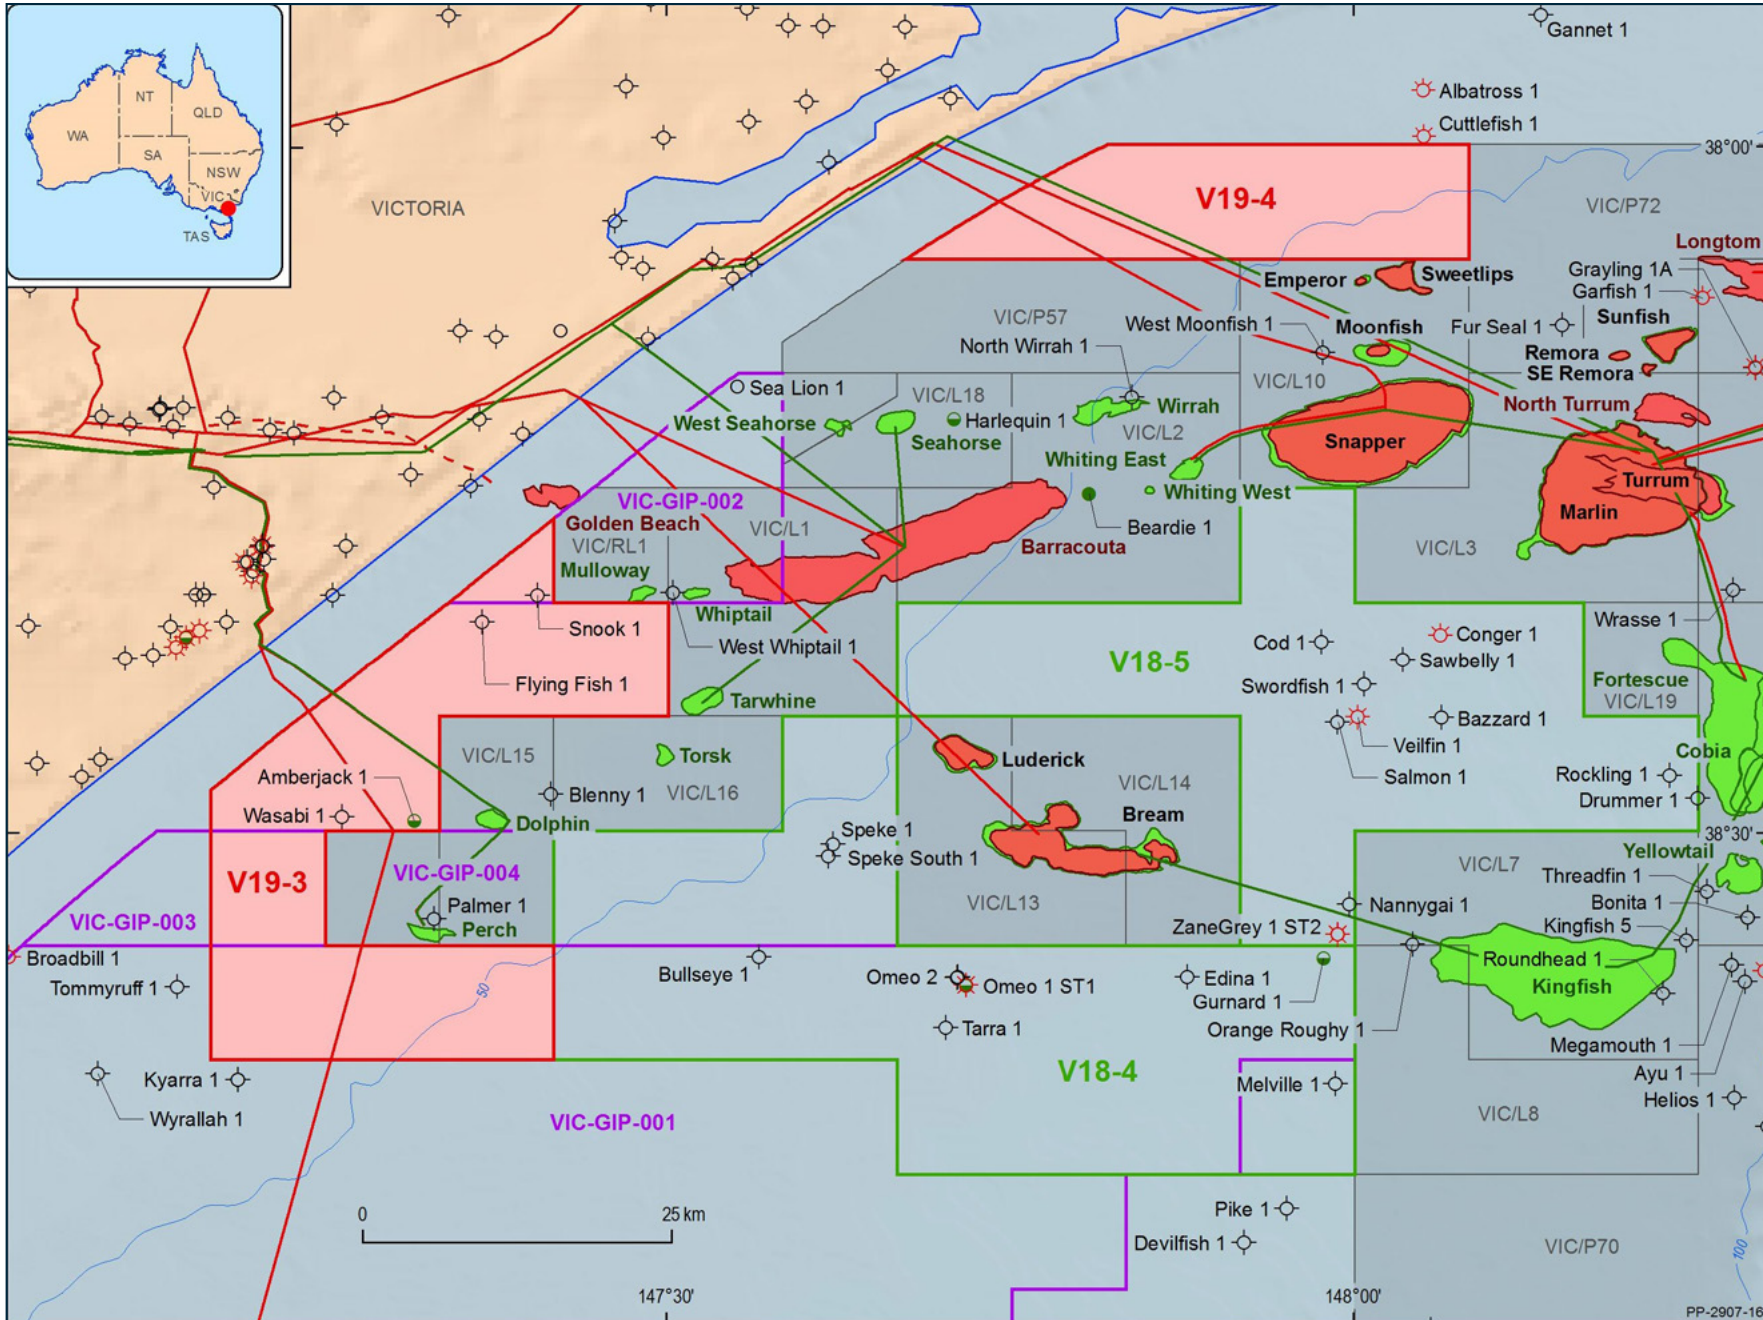 Gannet 1
NT
QLD
WA
SA
NSW
VIC
TAS
VICTORIA
Albatross 1
Cuttlefish 1
38°00'
V19-4
VIC/P72
Longtom
Emperor
Sweetlips
Grayling 1A
Garfish 1
VIC/P57
West Moonfish 1
Moonfish
Fur Seal 1
Sunfish
North Wirrah 1
Remora
SE Remora
Sea Lion 1
VIC/L18
VIC/L10
West Seahorse
Seahorse
Harlequin 1
Wirrah
VIC/L2
North Turrum
Snapper
Whiting East
Whiting West
Turrum
Marlin
VIC-GIP-002
Golden Beach
VIC/L1
Beardie 1
VIC/RL1
Barracouta
VIC/L3
Mulloway
Whiptail
Snook 1
West Whiptail 1
Wrasse 1
Cod 1
Conger 1
Sawbelly 1
V18-5
Flying Fish 1
Swordfish 1
Fortescue
VIC/L19
Tarwhine
Bazzard 1
Veilfin 1
Salmon 1
VIC/L15
Torsk
Luderick
Cobia
Amberjack 1
Blenny 1
VIC/L16
VIC/L14
Rockling 1
Drummer 1
Wasabi 1
Dolphin
Bream
Speke 1
Speke South 1
38°30'
Yellowtail
V19-3
VIC-GIP-004
VIC/L7
Threadfin 1
VIC-GIP-003
Palmer 1
Perch
VIC/L13
Nannygai 1
Bonita 1
ZaneGrey 1 ST2
Kingfish 5
Broadbill 1
Tommyruff 1
50
Bullseye 1
Omeo 2
Omeo 1 ST1
Edina 1
Gurnard 1
Roundhead 1
Kingfish
Tarra 1
Orange Roughy 1
Megamouth 1
Kyarra 1
Wyrallah 1
V18-4
Melville 1
Ayu 1
Helios 1
VIC-GIP-001
VIC/L8
0
25 km
Pike 1
Devilfish 1
VIC/P70
100
147°30'
148°00'
PP-2907-16